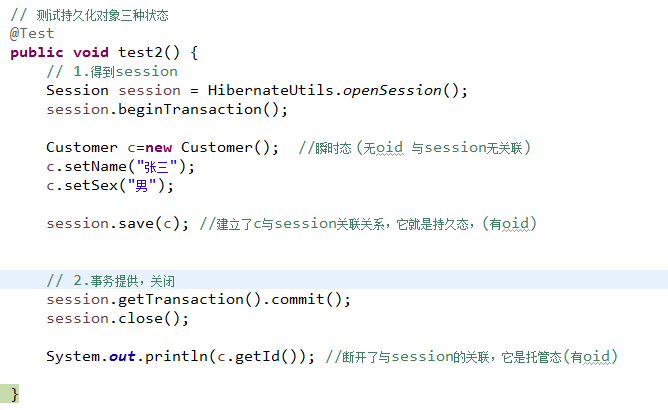 // 测试持久化对象三种状态
@Test
public void test2() {
// 1.得到session
Session session = HibernateUtils.openSession();
session.beginTransaction();
Customer c=new Customer(); //瞬时态(无oid 与session无关联)
c.setName("张三");
c.setSex("男");
session.save(c); //建立了c与session关联关系，它就是持久态，(有oid)
// 2.事务提供，关闭
session.getTransaction().commit();
session.close();
System.out.println(c.getId()); //断开了与session的关联，它是托管态(有oid)
}